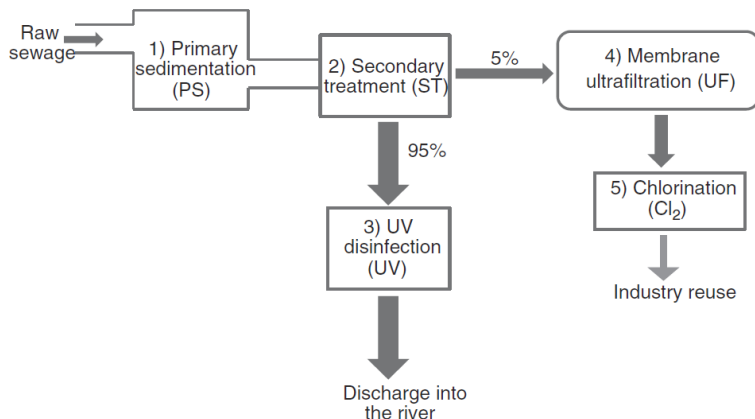 Raw
sewage
1) Primary
sedimentation
(PS)
2) Secondary
treatment (ST)
5%
4) Membrane
ultrafiltration (UF)
95%
5) Chlorination
(Cl₂)
3) UV
disinfection
(UV)
Industry reuse
Discharge into
the river